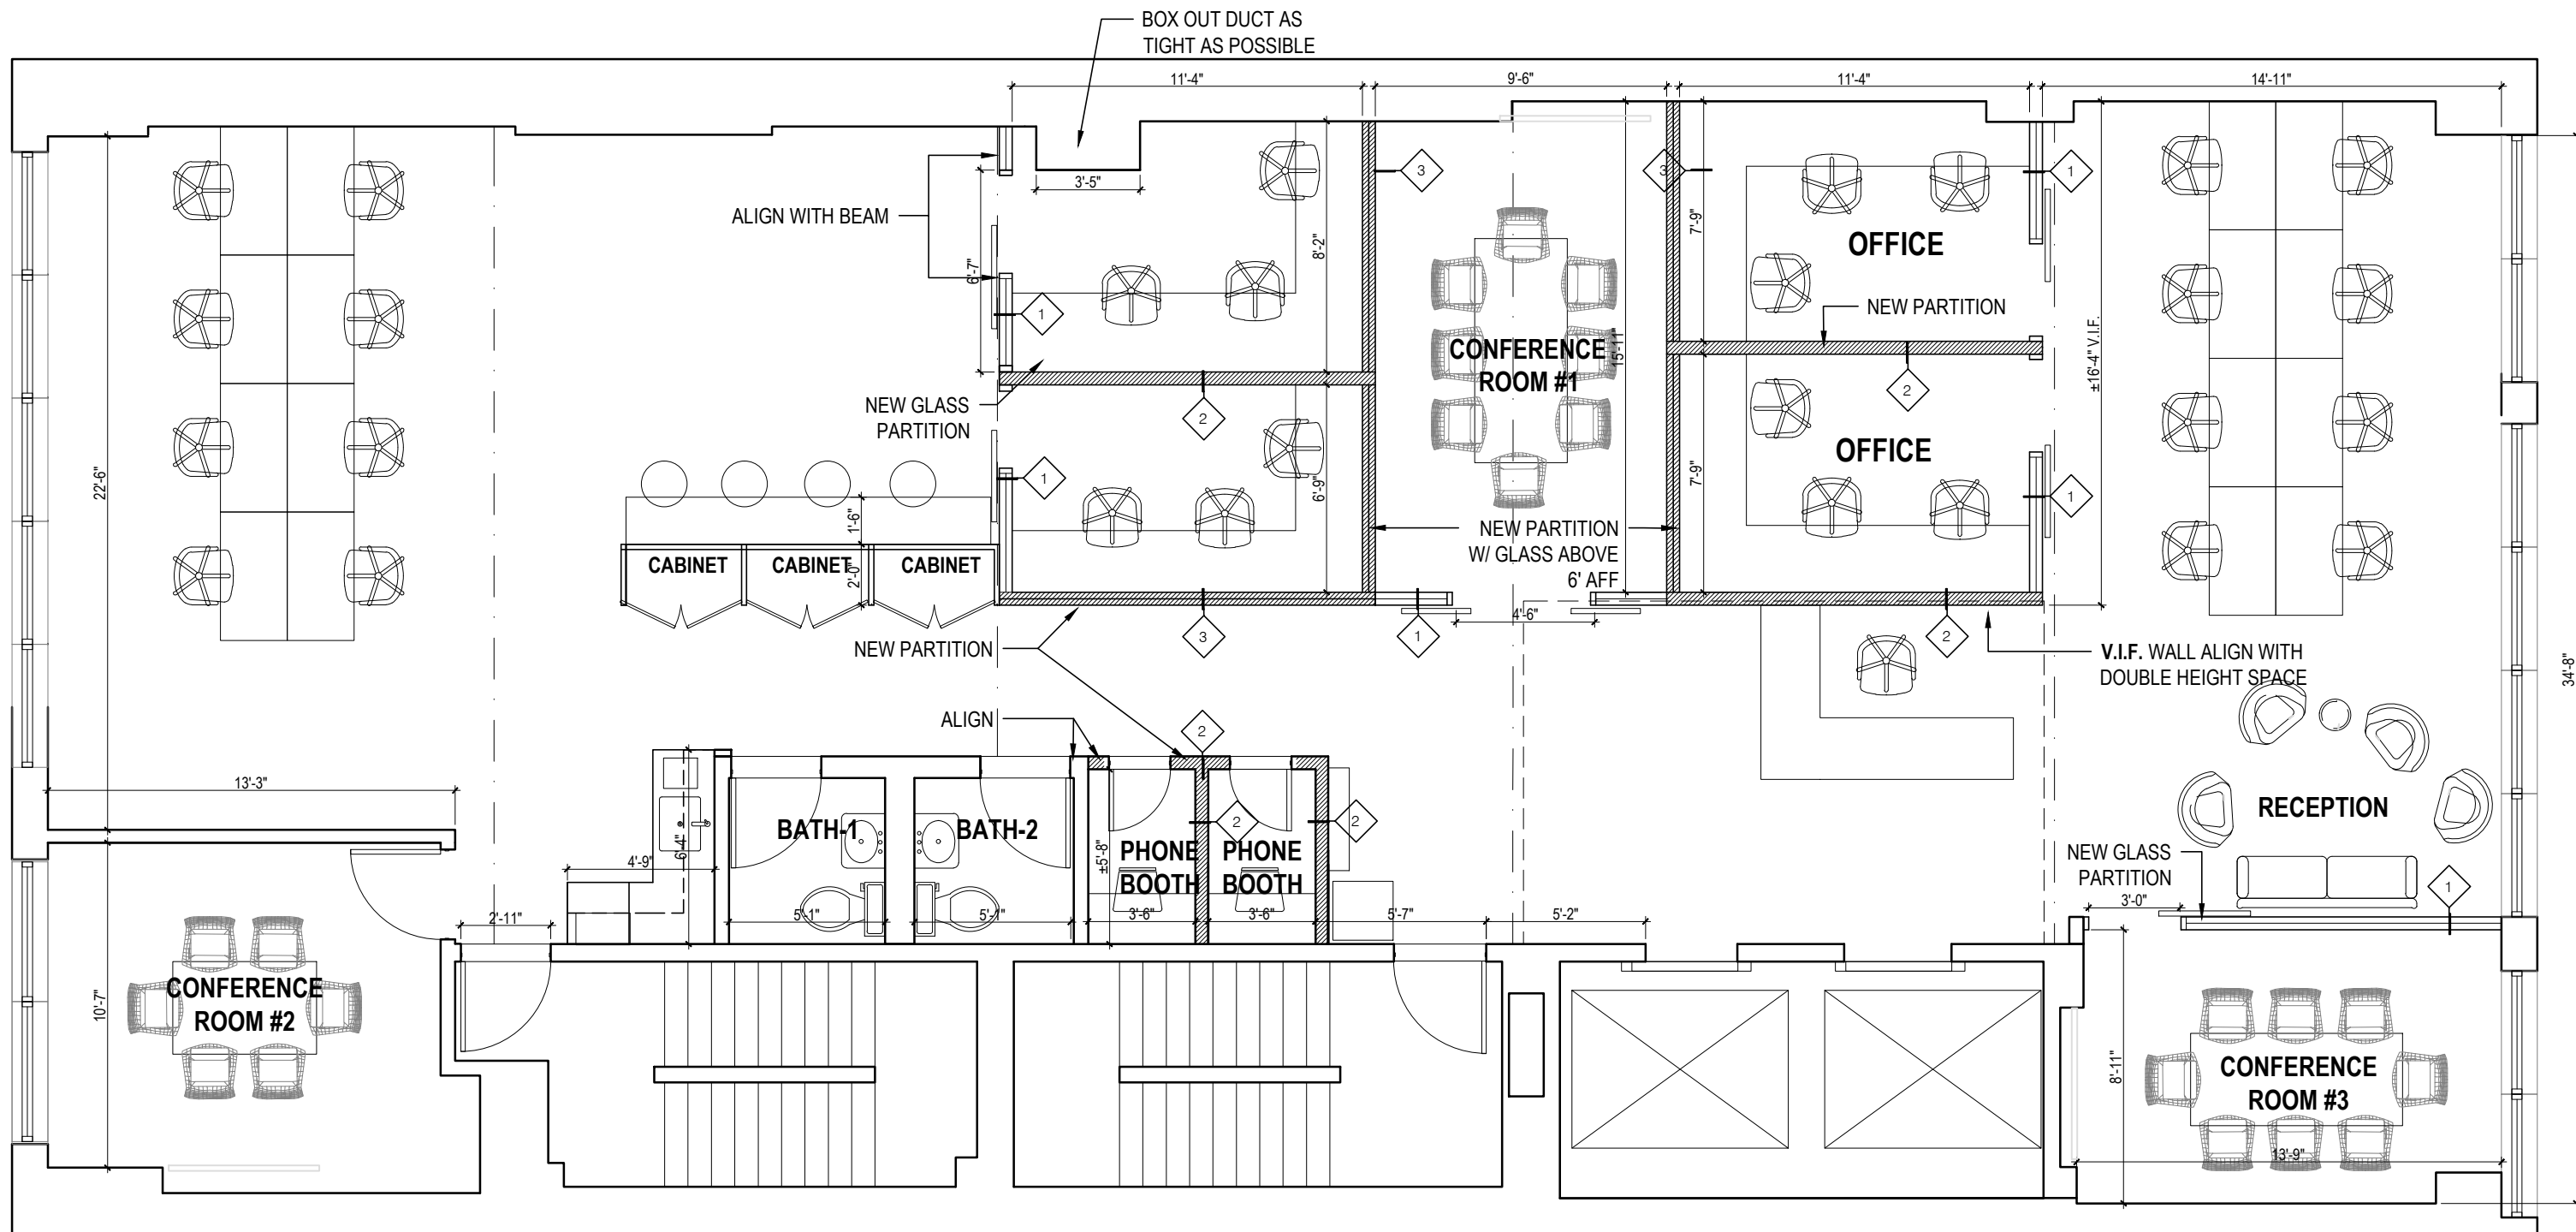 BOX OUT DUCT AS
TIGHT AS POSSIBLE
11'-4"
9'-6"
11'-4"
14'-11"
3'-5"
3
3
1
ALIGN WITH BEAM
8'-2"
7'-9"
OFFICE
6'-7"
1
NEW PARTITION
±16'-4" V.I.F.
CONFERENCE
ROOM #1
15'-11"
NEW GLASS
PARTITION
2
2
OFFICE
22'-6"
1
6'-9"
7'-9"
1
1'-6"
NEW PARTITION
W/ GLASS ABOVE
6' AFF
CABINET
CABINET
CABINET
2'-0"
4'-6"
3
1
2
NEW PARTITION
V.I.F. WALL ALIGN WITH
DOUBLE HEIGHT SPACE
34'-8"
ALIGN
2
13'-3"
RECEPTION
BATH-1
BATH-2
2
2
6'-4"
±5'-8"
PHONE
BOOTH
PHONE
BOOTH
4'-9"
NEW GLASS
PARTITION
1
3'-0"
2'-11"
5'-1"
5'-1"
3'-6"
3'-6"
5'-7"
5'-2"
CONFERENCE
ROOM #2
10'-7"
8'-11"
CONFERENCE
ROOM #3
13'-9"